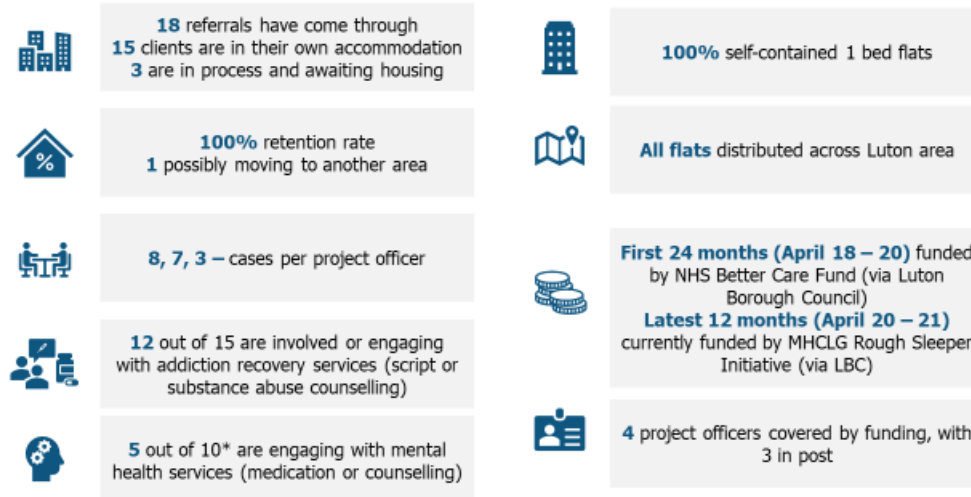 18 referrals have come through
15 clients are in their own accommodation
3 are in process and awaiting housing
100% retention rate
1 possibly moving to another area
8, 7, 3 – cases per project officer
12 out of 15 are involved or engaging
with addiction recovery services (script or
substance abuse counselling)
5 out of 10* are engaging with mental
health services (medication or counselling)
100% self-contained 1 bed flats
All flats distributed across Luton area
First 24 months (April 18 – 20) funded
by NHS Better Care Fund (via Luton
Borough Council)
Latest 12 months (April 20 – 21)
currently funded by MHCLG Rough Sleeper
Initiative (via LBC)
4 project officers covered by funding, with
3 in post
%